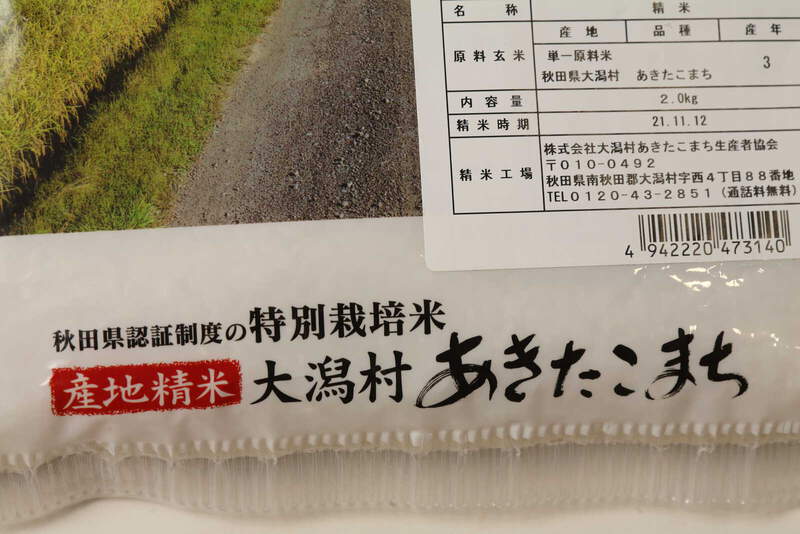 名称 精米
産地 品種 産年
原料玄米 単一原料米
秋田県大潟村 あきたこまち 3
内容量 2.0kg
精米時期 21.11.12
精米工場 株式会社大潟村あきたこまち生産者協会
〒010-0492
秋田県南秋田郡大潟村字西4丁目88番地
TEL0120-43-2851(通話料無料)
4 942220 473140
秋田県認証制度の特別栽培米
産地精米 大潟村 あきたこまち